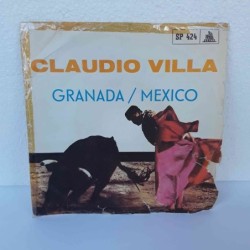 SP 424
CLAUDIO VILLA
GRANADA / MEXICO